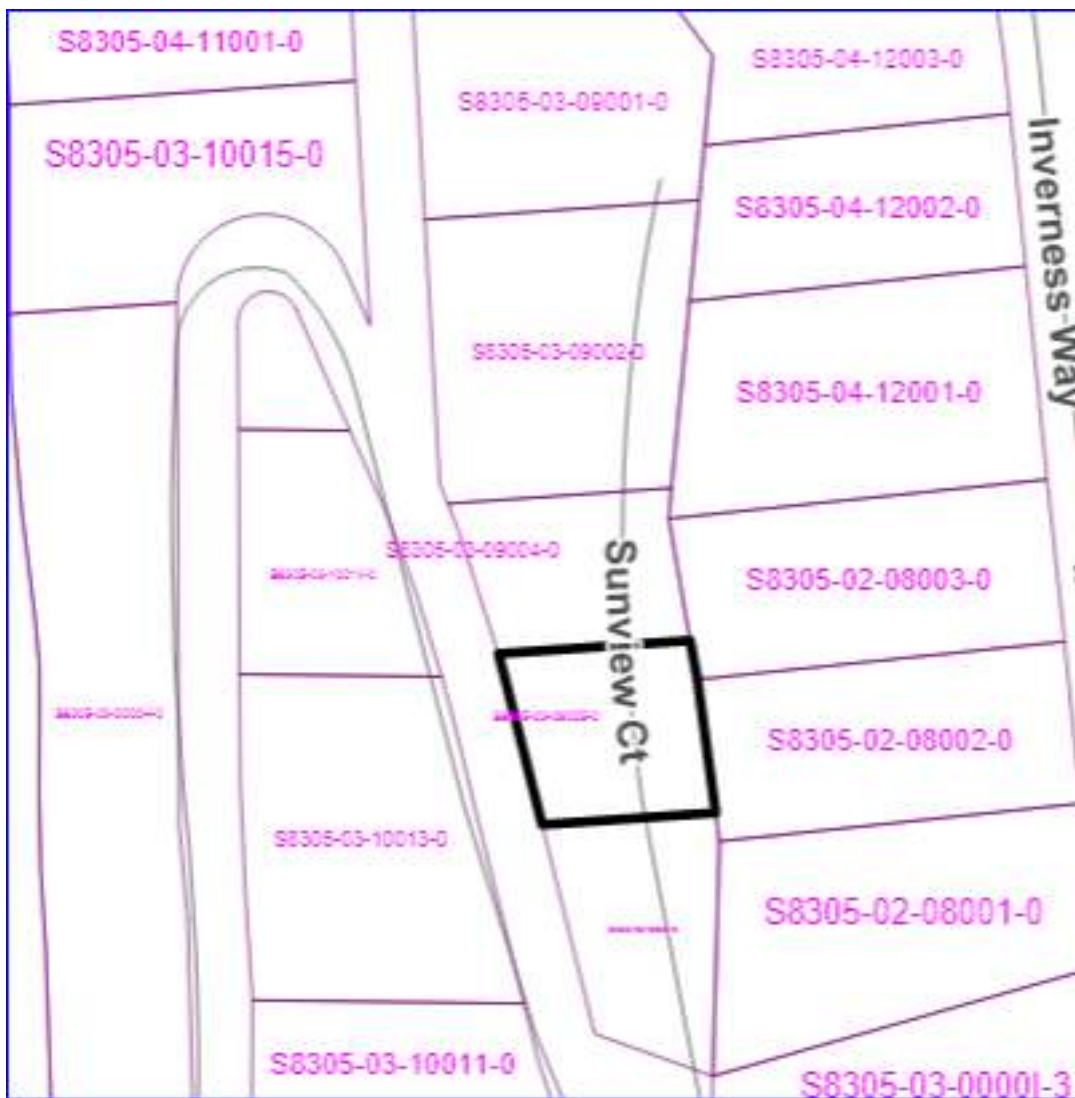 S8305-04-11001-0
S8305-03-09001-0
S8305-04-12003-0
S8305-03-10015-0
S8305-04-12002-0
Inverness Way
S8305-03-09002-0
S8305-04-12001-0
S8305-03-09004-0
S8305-02-08003-0
Sunview Ct
S8305-02-08002-0
S8305-03-10013-0
S8305-02-08001-0
S8305-03-10011-0
S8305-03-0000I-3